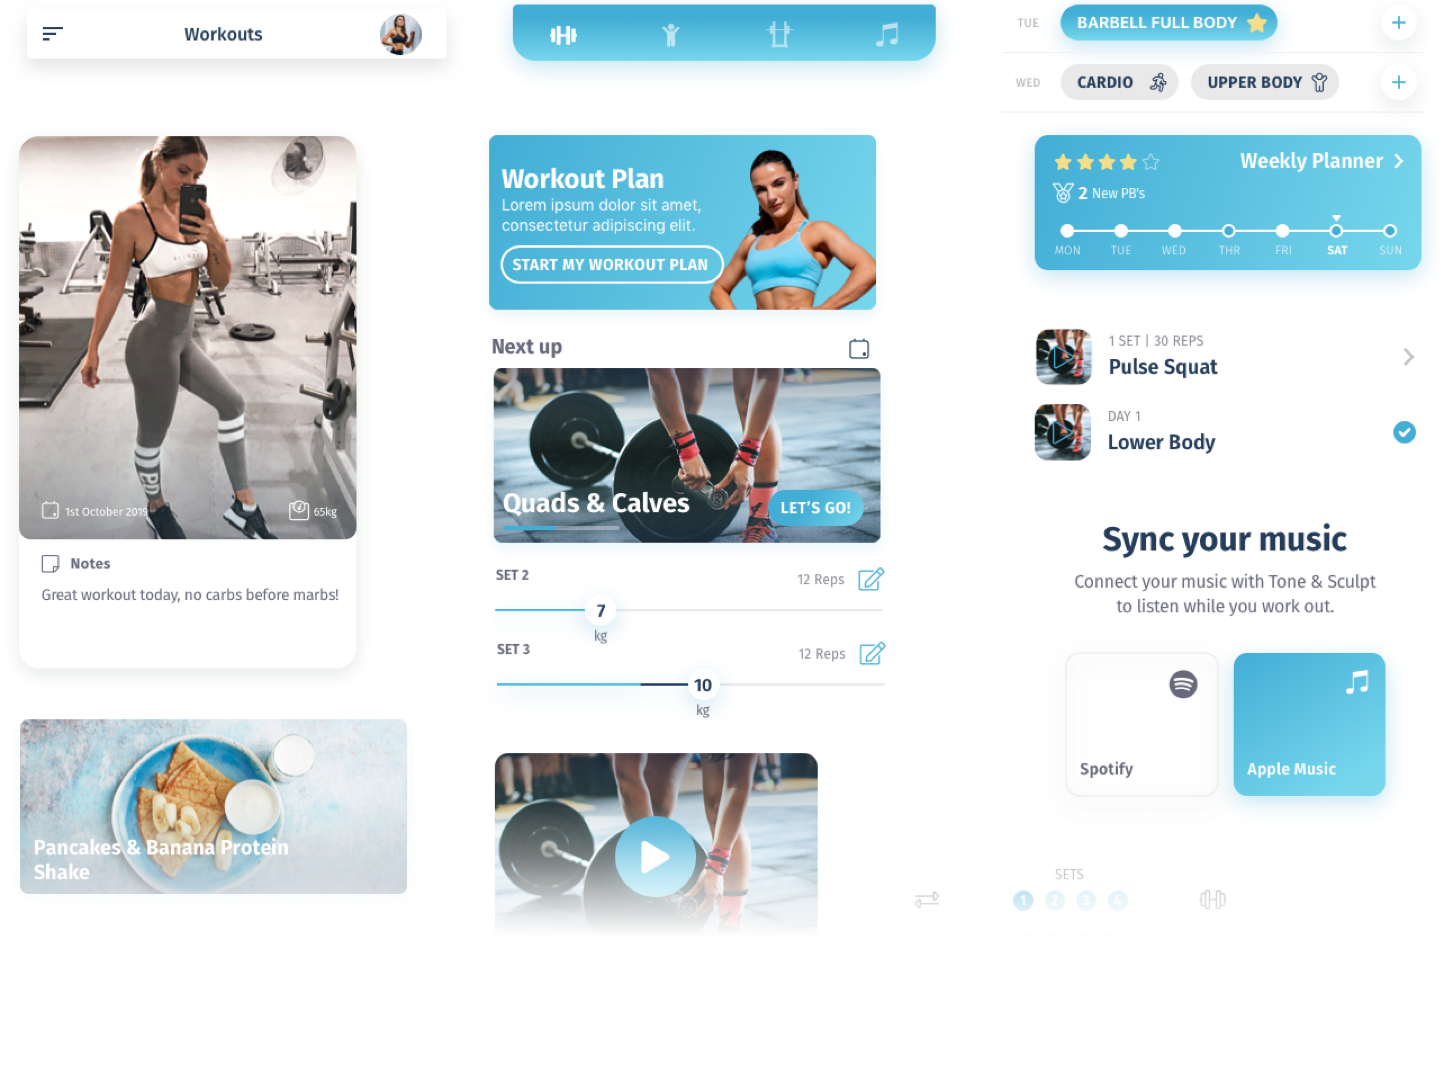 Workouts
1st October 2019
65kg
Notes
Great workout today, no carbs before marbs!
Pancakes & Banana Protein
Shake
Workout Plan
Lorem ipsum dolor sit amet,
consectetur adipiscing elit.
START MY WORKOUT PLAN
Next up
Quads & Calves
LET'S GO!
SET 2
12 Reps
7
kg
SET 3
12 Reps
10
kg
TUE
BARBELL FULL BODY
WED
CARDIO
UPPER BODY
Weekly Planner
2 New PB's
MON TUE WED THR FRI SAT SUN
1 SET | 30 REPS
Pulse Squat
DAY 1
Lower Body
Sync your music
Connect your music with Tone & Sculpt
to listen while you work out.
Spotify
Apple Music
SETS
1 2 3 4